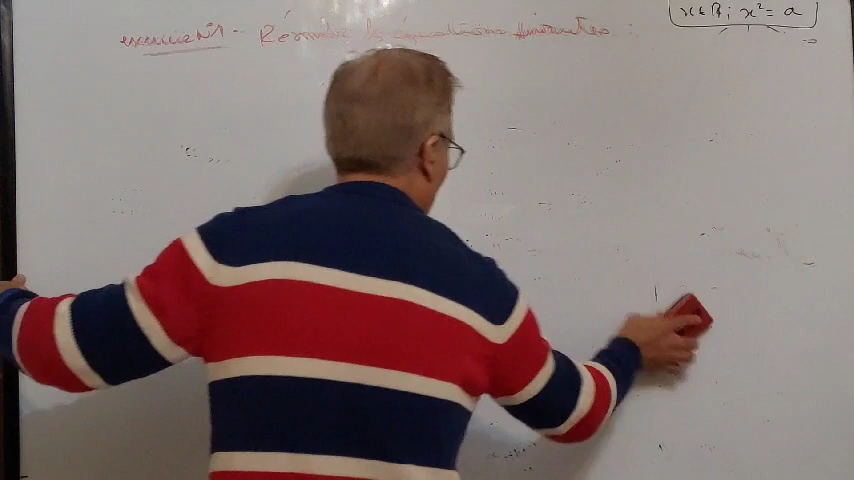 exercice N°1 : Résoudre les équations suivantes :
x ∈ ℝ ; x² = a